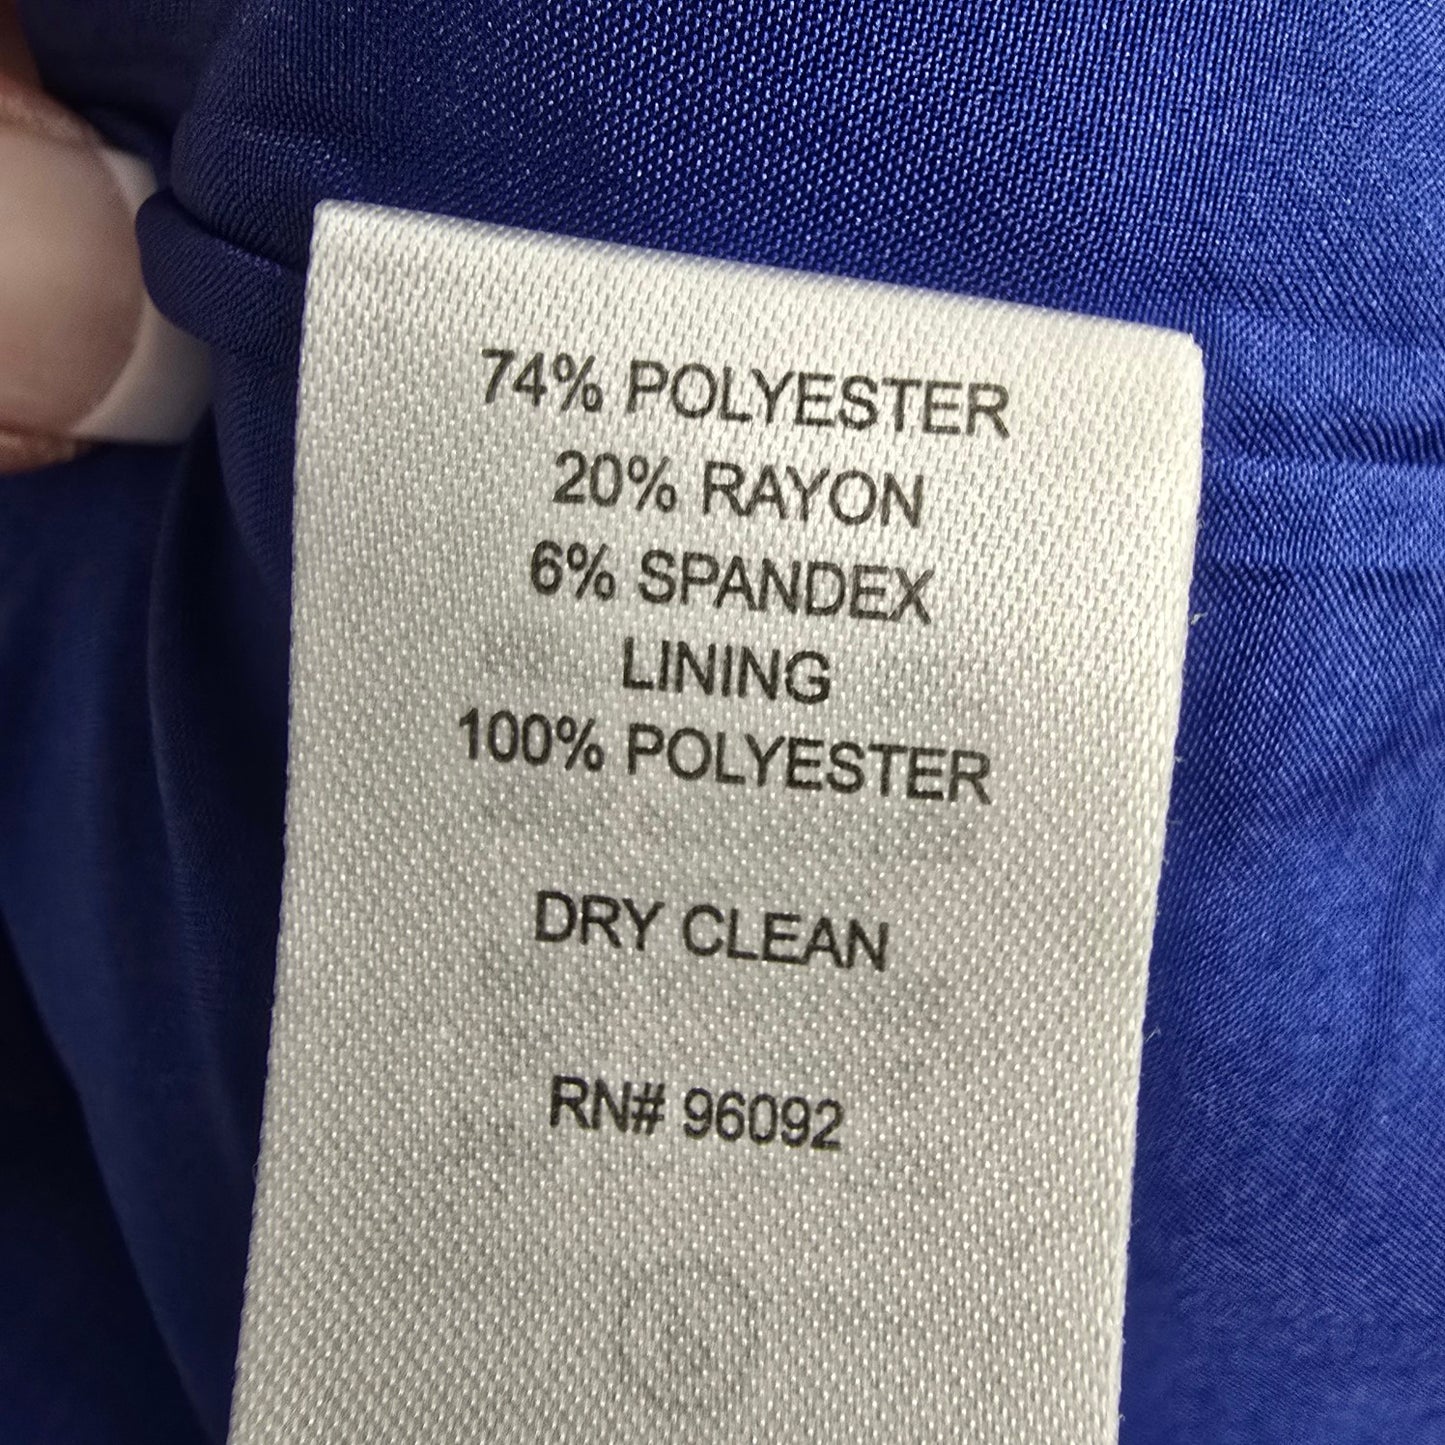 74% POLYESTER
20% RAYON
6% SPANDEX
LINING
100% POLYESTER
DRY CLEAN
RN# 96092